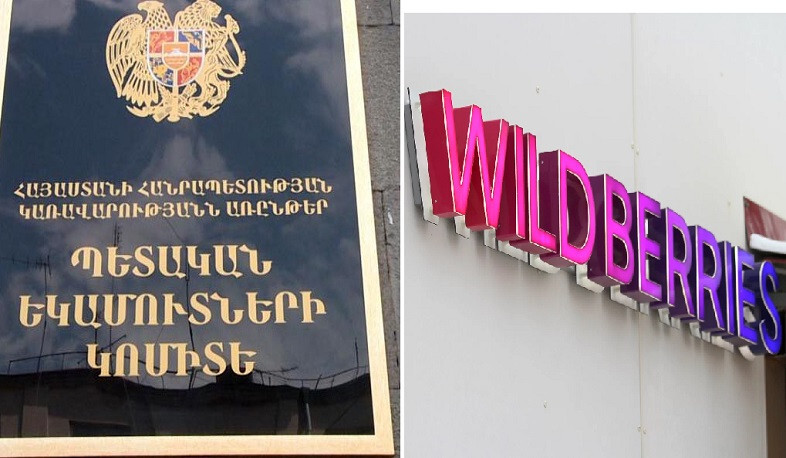 ՀԱՅԱՍՏԱՆԻ ՀԱՆՐԱՊԵՏՈՒԹՅԱՆ
ԿԱՌԱՎԱՐՈՒԹՅԱՆՆ ԱՌԸՆԹԵՐ
ՊԵՏԱԿԱՆ
ԵԿԱՄՈՒՏՆԵՐԻ
ԿՈՄԻՏԵ
WILDBERRIES